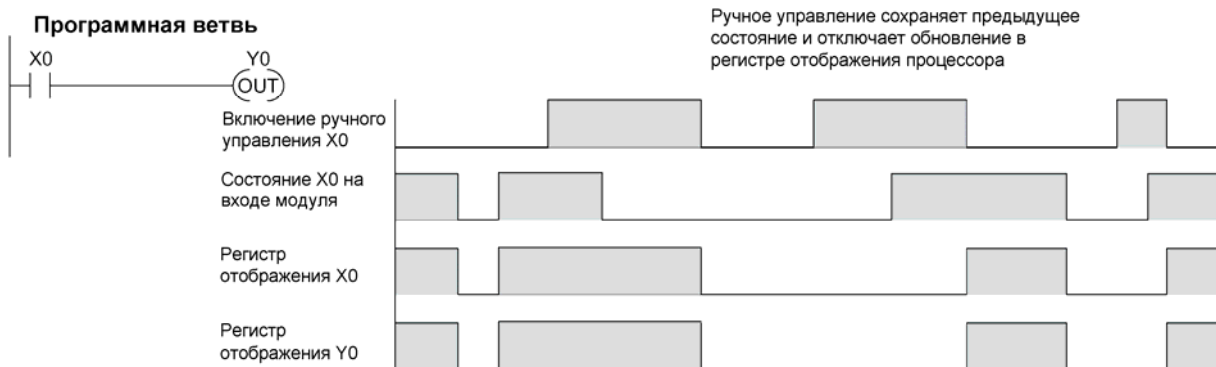 Программная ветвь
X0
Y0
OUT
Ручное управление сохраняет предыдущее
состояние и отключает обновление в
регистре отображения процессора
Включение ручного
управления X0
Состояние X0 на
входе модуля
Регистр
отображения X0
Регистр
отображения Y0